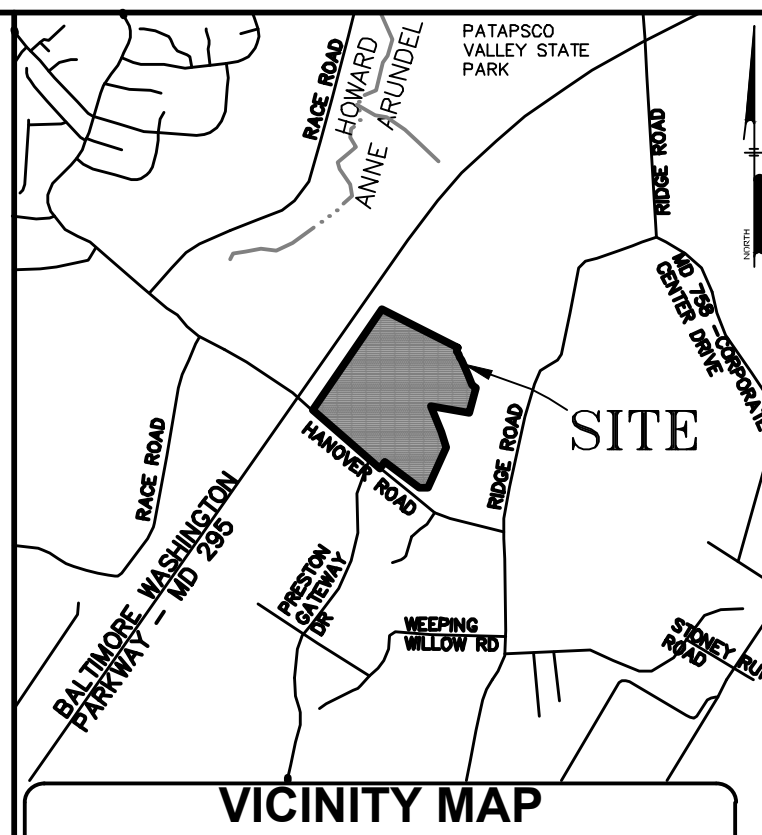 PATAPSCO
VALLEY STATE
PARK
RACE ROAD
HOWARD
ANNE ARUNDEL
RIDGE ROAD
NORTH
MD 758 -CORPORATE
CENTER DRIVE
SITE
HANOVER ROAD
RIDGE ROAD
RACE ROAD
BALTIMORE WASHINGTON
PARKWAY - MD 295
PRESTON
GATEWAY
DR
WEEPING
WILLOW RD
STONEY RUN
ROAD
VICINITY MAP